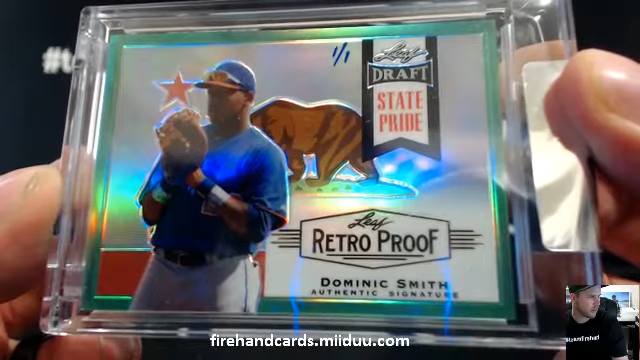 1/1
Leaf
DRAFT
STATE
PRIDE
Leaf
RETRO PROOF
DOMINIC SMITH
AUTHENTIC SIGNATURE
firehandcards.miiduu.com